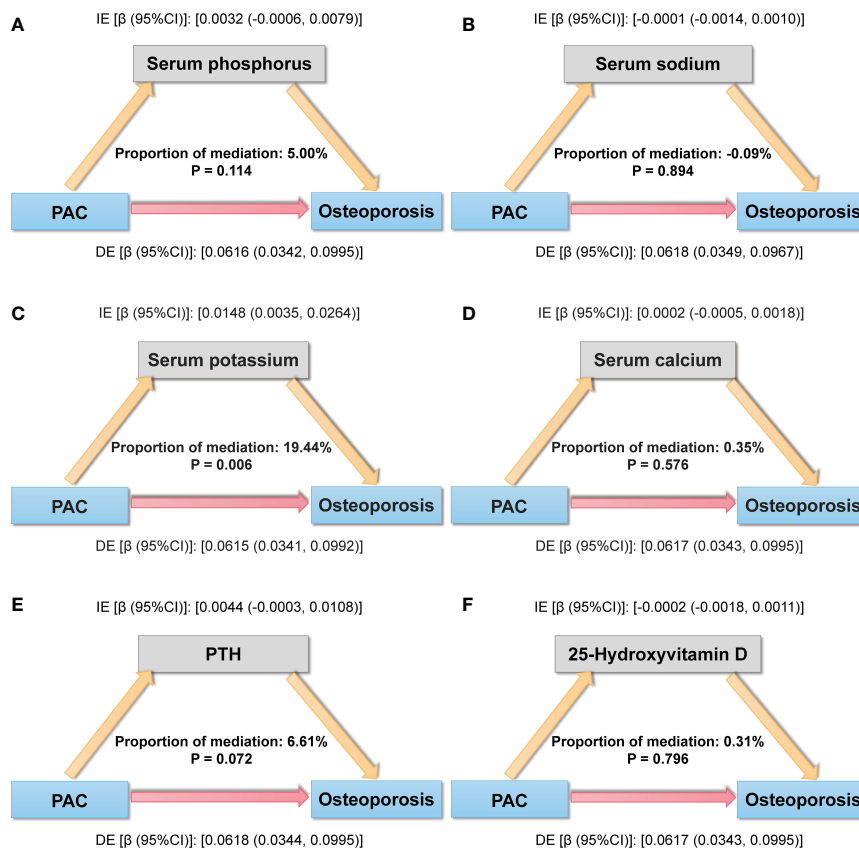 A
IE [β (95%CI)]: [0.0032 (-0.0006, 0.0079)]
Serum phosphorus
Proportion of mediation: 5.00%
P = 0.114
PAC
Osteoporosis
DE [β (95%CI)]: [0.0616 (0.0342, 0.0995)]
B
IE [β (95%CI)]: [-0.0001 (-0.0014, 0.0010)]
Serum sodium
Proportion of mediation: -0.09%
P = 0.894
PAC
Osteoporosis
DE [β (95%CI)]: [0.0618 (0.0349, 0.0967)]
C
IE [β (95%CI)]: [0.0148 (0.0035, 0.0264)]
Serum potassium
Proportion of mediation: 19.44%
P = 0.006
PAC
Osteoporosis
DE [β (95%CI)]: [0.0615 (0.0341, 0.0992)]
D
IE [β (95%CI)]: [0.0002 (-0.0005, 0.0018)]
Serum calcium
Proportion of mediation: 0.35%
P = 0.576
PAC
Osteoporosis
DE [β (95%CI)]: [0.0617 (0.0343, 0.0995)]
E
IE [β (95%CI)]: [0.0044 (-0.0003, 0.0108)]
PTH
Proportion of mediation: 6.61%
P = 0.072
PAC
Osteoporosis
DE [β (95%CI)]: [0.0618 (0.0344, 0.0995)]
F
IE [β (95%CI)]: [-0.0002 (-0.0018, 0.0011)]
25-Hydroxyvitamin D
Proportion of mediation: 0.31%
P = 0.796
PAC
Osteoporosis
DE [β (95%CI)]: [0.0617 (0.0343, 0.0995)]